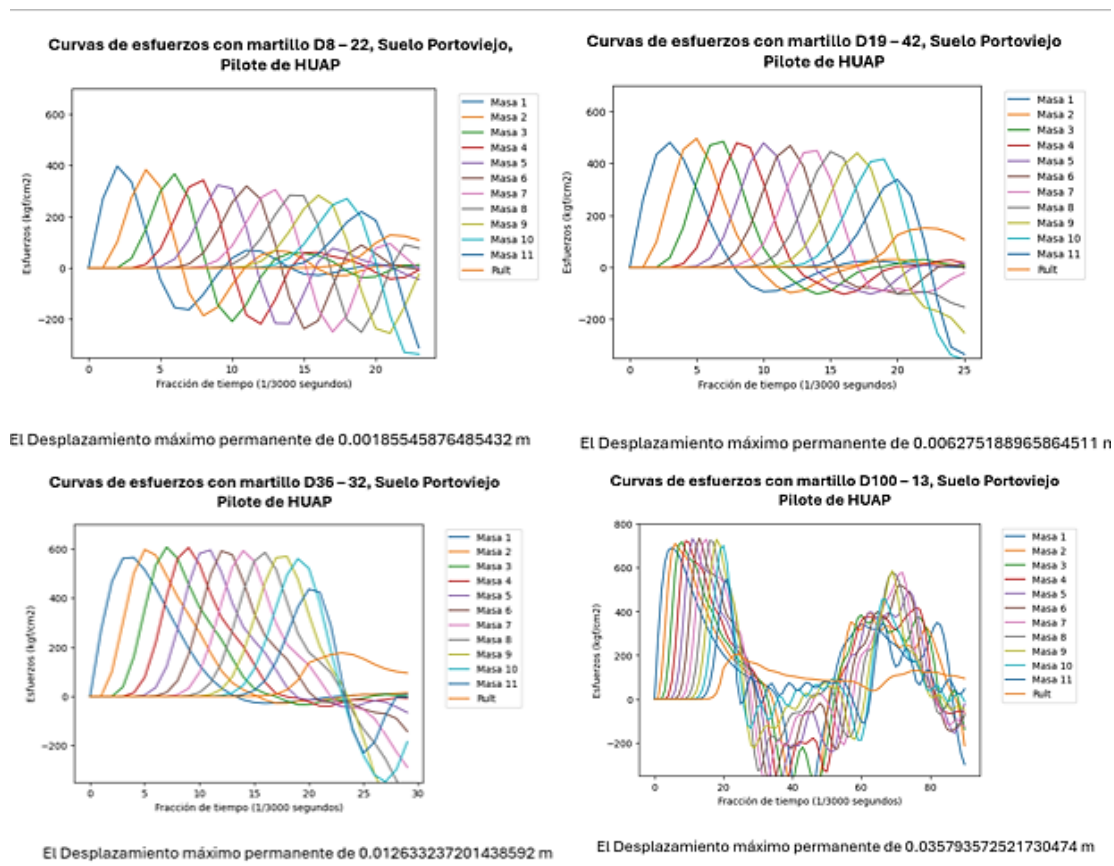 Curvas de esfuerzos con martillo D8 – 22, Suelo Portoviejo,
Pilote de HUAP
600
400
200
0
−200
Esfuerzos (kgf/cm2)
0
5
10
15
20
Fracción de tiempo (1/3000 segundos)
Masa 1
Masa 2
Masa 3
Masa 4
Masa 5
Masa 6
Masa 7
Masa 8
Masa 9
Masa 10
Masa 11
Rult
El Desplazamiento máximo permanente de 0.00185545876485432 m
Curvas de esfuerzos con martillo D19 – 42, Suelo Portoviejo
Pilote de HUAP
600
400
200
0
−200
Esfuerzos (kgf/cm2)
0
5
10
15
20
25
Fracción de tiempo (1/3000 segundos)
Masa 1
Masa 2
Masa 3
Masa 4
Masa 5
Masa 6
Masa 7
Masa 8
Masa 9
Masa 10
Masa 11
Rult
El Desplazamiento máximo permanente de 0.006275188965864511 m
Curvas de esfuerzos con martillo D36 – 32, Suelo Portoviejo
Pilote de HUAP
600
400
200
0
−200
Esfuerzos (kgf/cm2)
0
5
10
15
20
25
30
Fracción de tiempo (1/3000 segundos)
Masa 1
Masa 2
Masa 3
Masa 4
Masa 5
Masa 6
Masa 7
Masa 8
Masa 9
Masa 10
Masa 11
Rult
El Desplazamiento máximo permanente de 0.012633237201438592 m
Curvas de esfuerzos con martillo D100 – 13, Suelo Portoviejo
Pilote de HUAP
800
600
400
200
0
−200
Esfuerzos (kgf/cm2)
0
20
40
60
80
Fracción de tiempo (1/3000 segundos)
Masa 1
Masa 2
Masa 3
Masa 4
Masa 5
Masa 6
Masa 7
Masa 8
Masa 9
Masa 10
Masa 11
Rult
El Desplazamiento máximo permanente de 0.035793572521730474 m